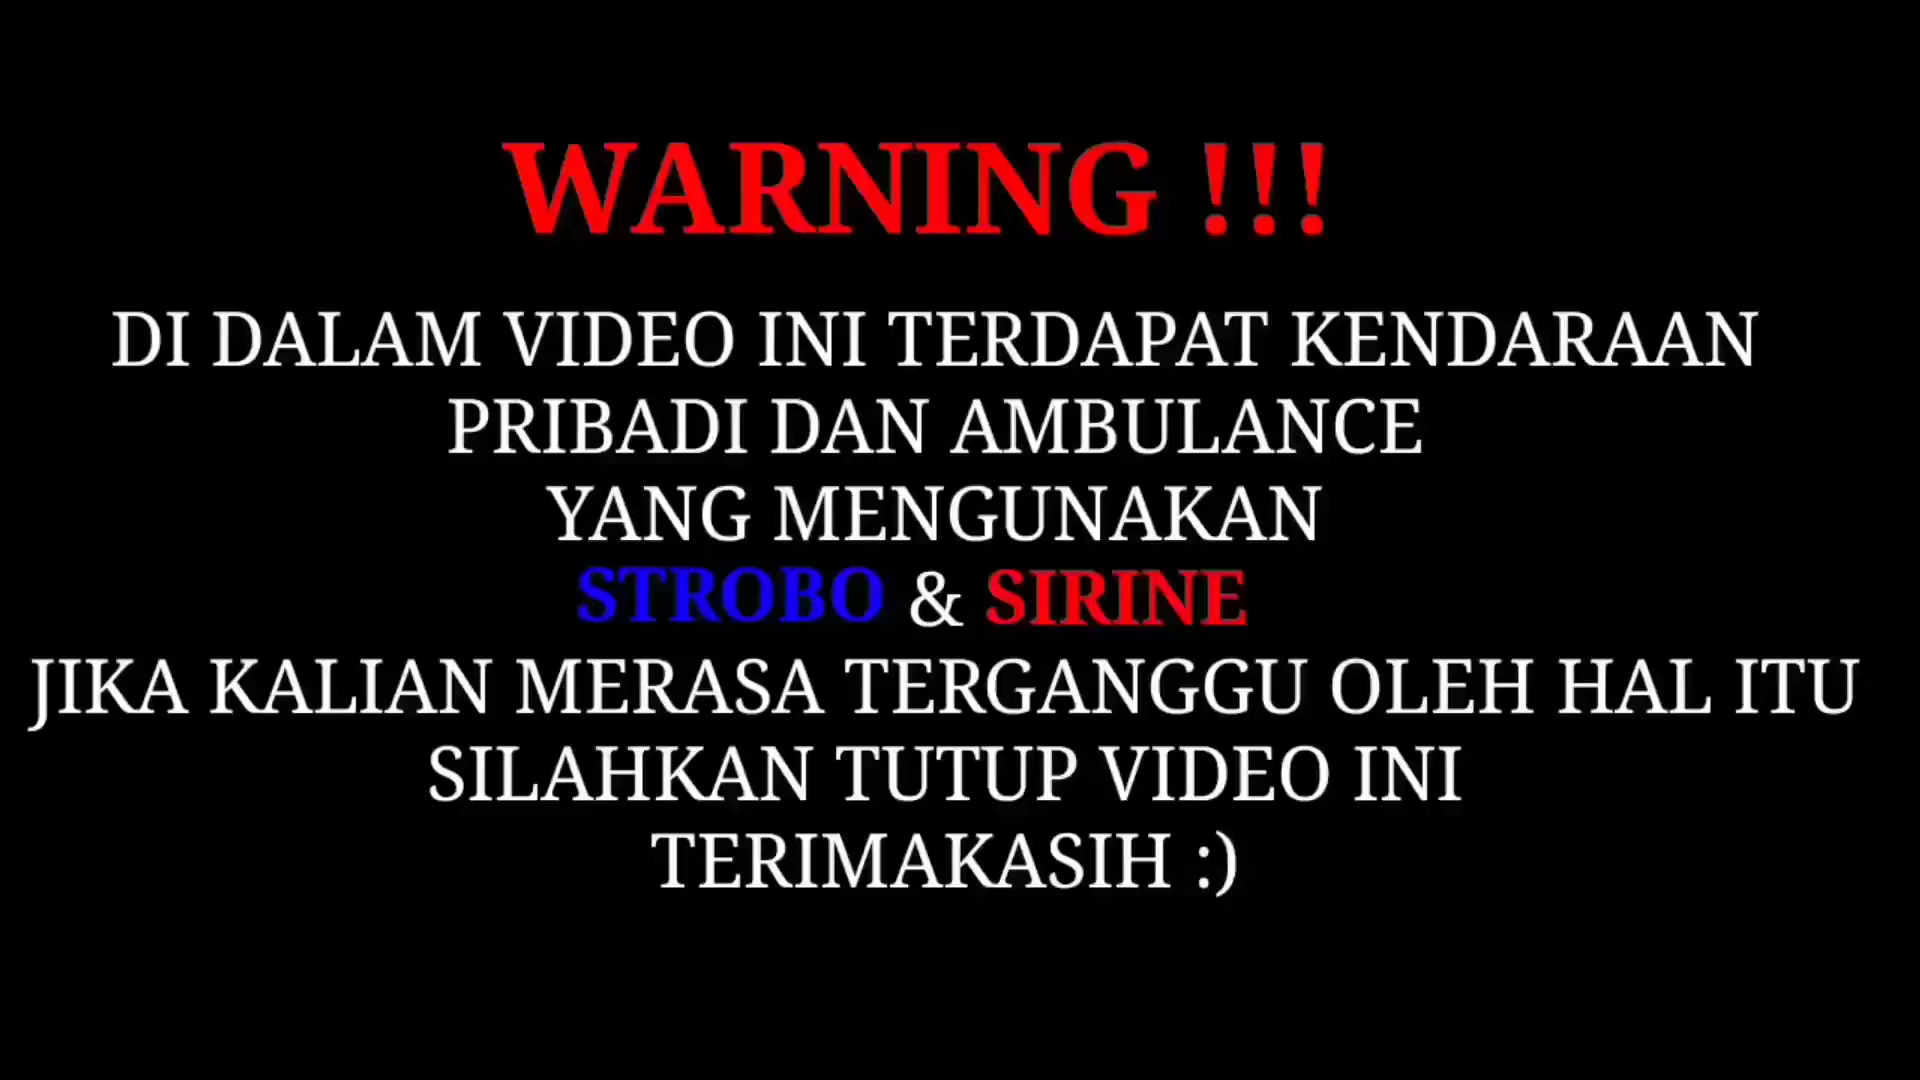 WARNING !!!
DI DALAM VIDEO INI TERDAPAT KENDARAAN
PRIBADI DAN AMBULANCE
YANG MENGUNAKAN
STROBO & SIRINE
JIKA KALIAN MERASA TERGANGGU OLEH HAL ITU
SILAHKAN TUTUP VIDEO INI
TERIMAKASIH :)